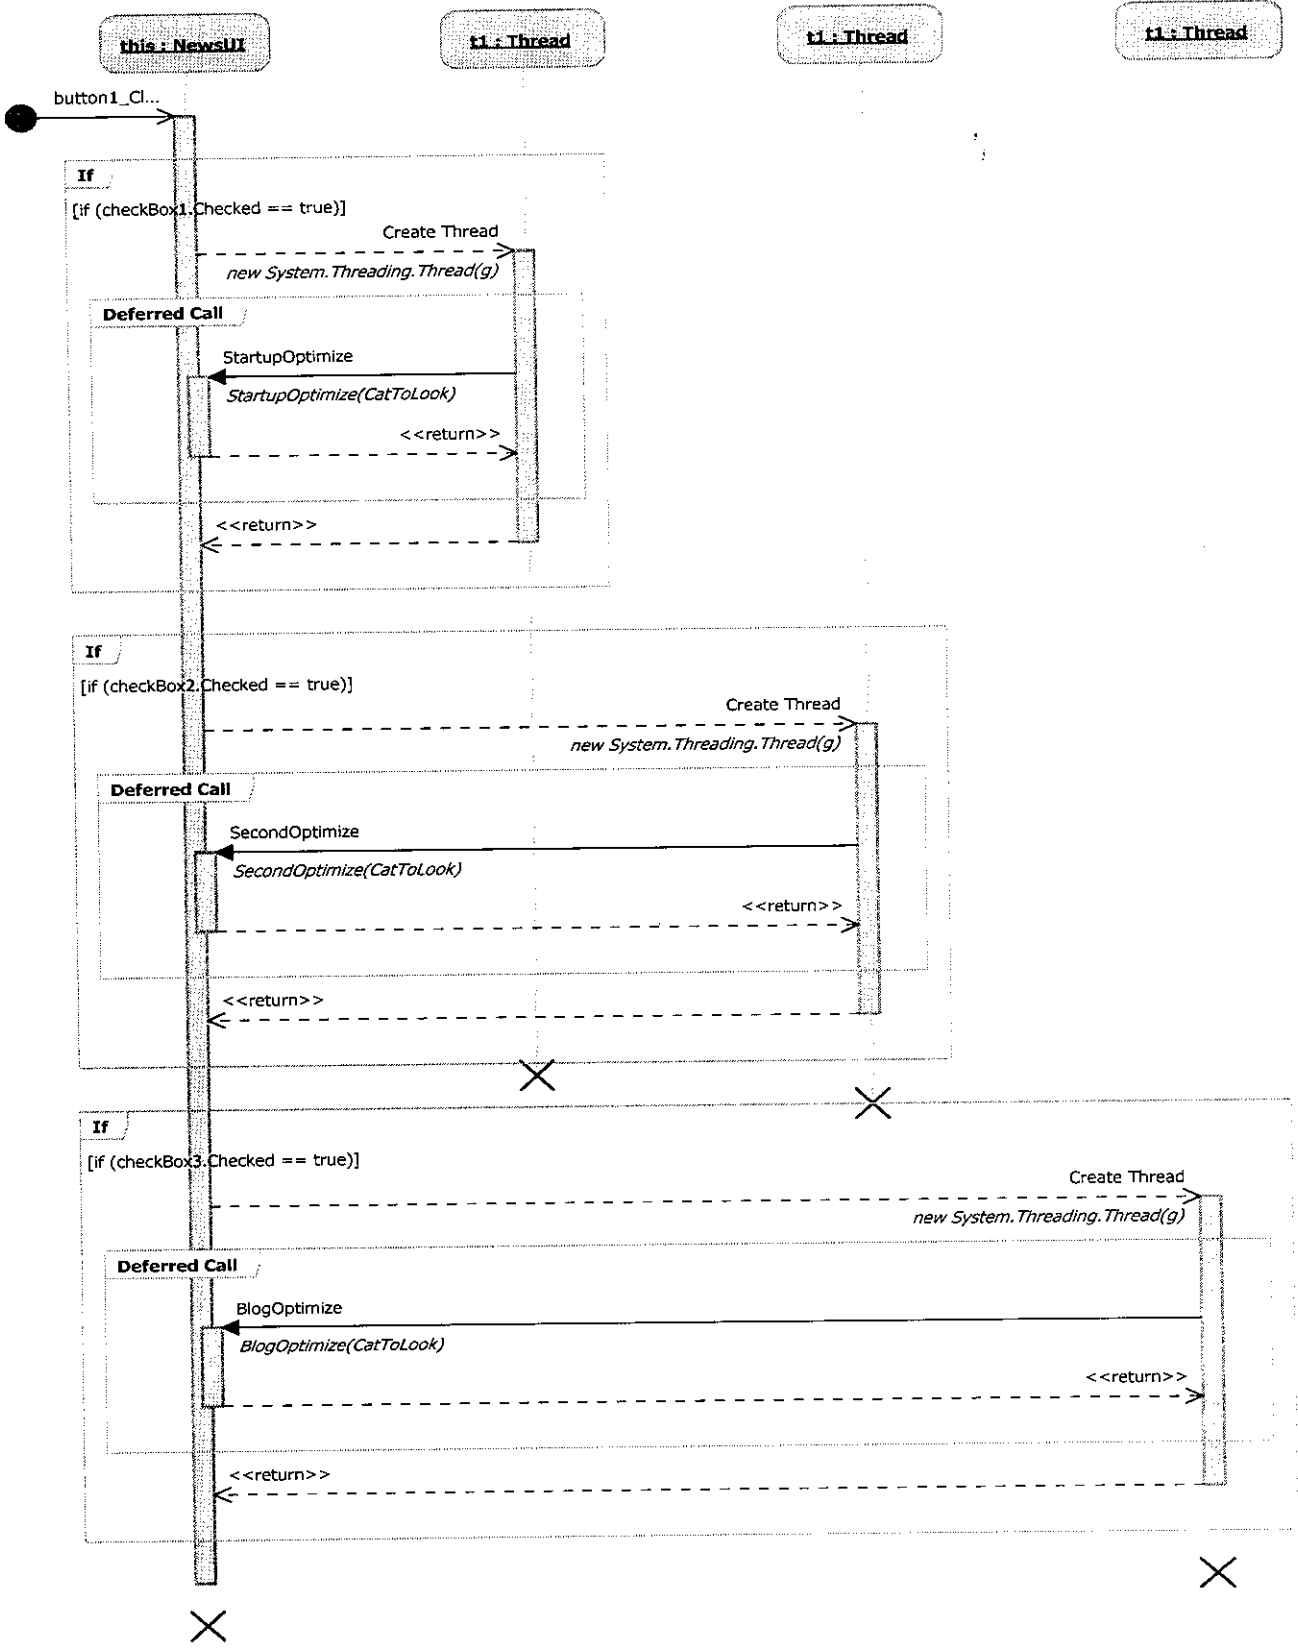 this : NewsUI
t1 : Thread
t1 : Thread
t1 : Thread
button1_Cl...
If
[if (checkBox1.Checked == true)]
Create Thread
new System.Threading.Thread(g)
Deferred Call
StartupOptimize
StartupOptimize(CatToLook)
<<return>>
<<return>>
If
[if (checkBox2.Checked == true)]
Create Thread
new System.Threading.Thread(g)
Deferred Call
SecondOptimize
SecondOptimize(CatToLook)
<<return>>
<<return>>
If
[if (checkBox3.Checked == true)]
Create Thread
new System.Threading.Thread(g)
Deferred Call
BlogOptimize
BlogOptimize(CatToLook)
<<return>>
<<return>>